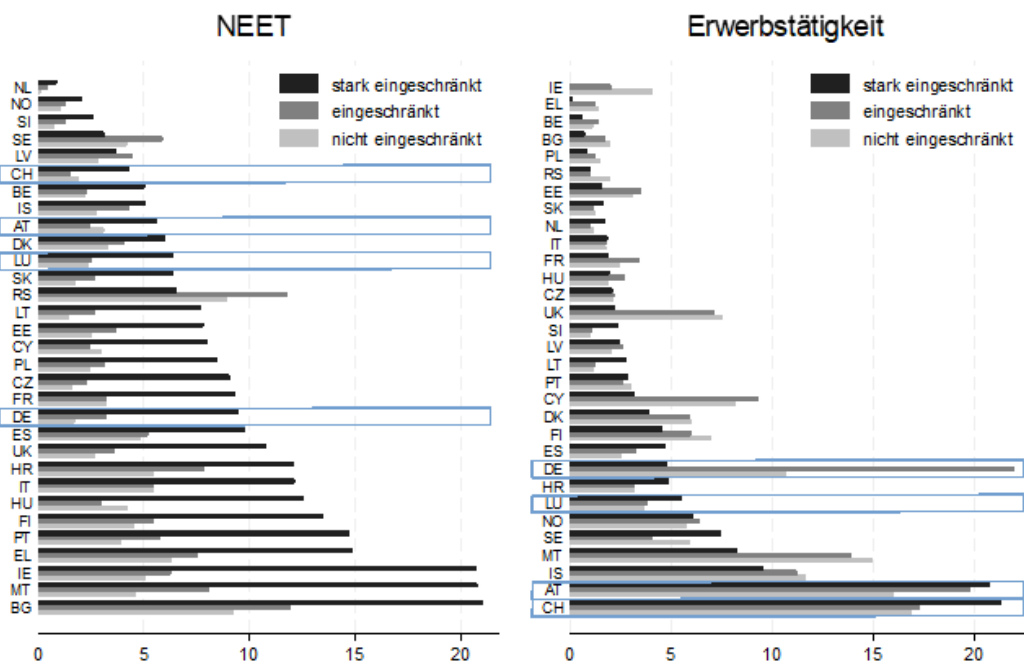 NEET
stark eingeschränkt
eingeschränkt
nicht eingeschränkt
NL
NO
SI
SE
LV
CH
BE
IS
AT
DK
LU
SK
RS
LT
EE
CY
PL
CZ
FR
DE
ES
UK
HR
IT
HU
FI
PT
EL
IE
MT
BG
0 5 10 15 20
Erwerbstätigkeit
stark eingeschränkt
eingeschränkt
nicht eingeschränkt
IE
EL
BE
BG
PL
RS
EE
SK
NL
IT
FR
HU
CZ
UK
SI
LV
LT
PT
CY
DK
FI
ES
DE
HR
LU
NO
SE
MT
IS
AT
CH
0 5 10 15 20